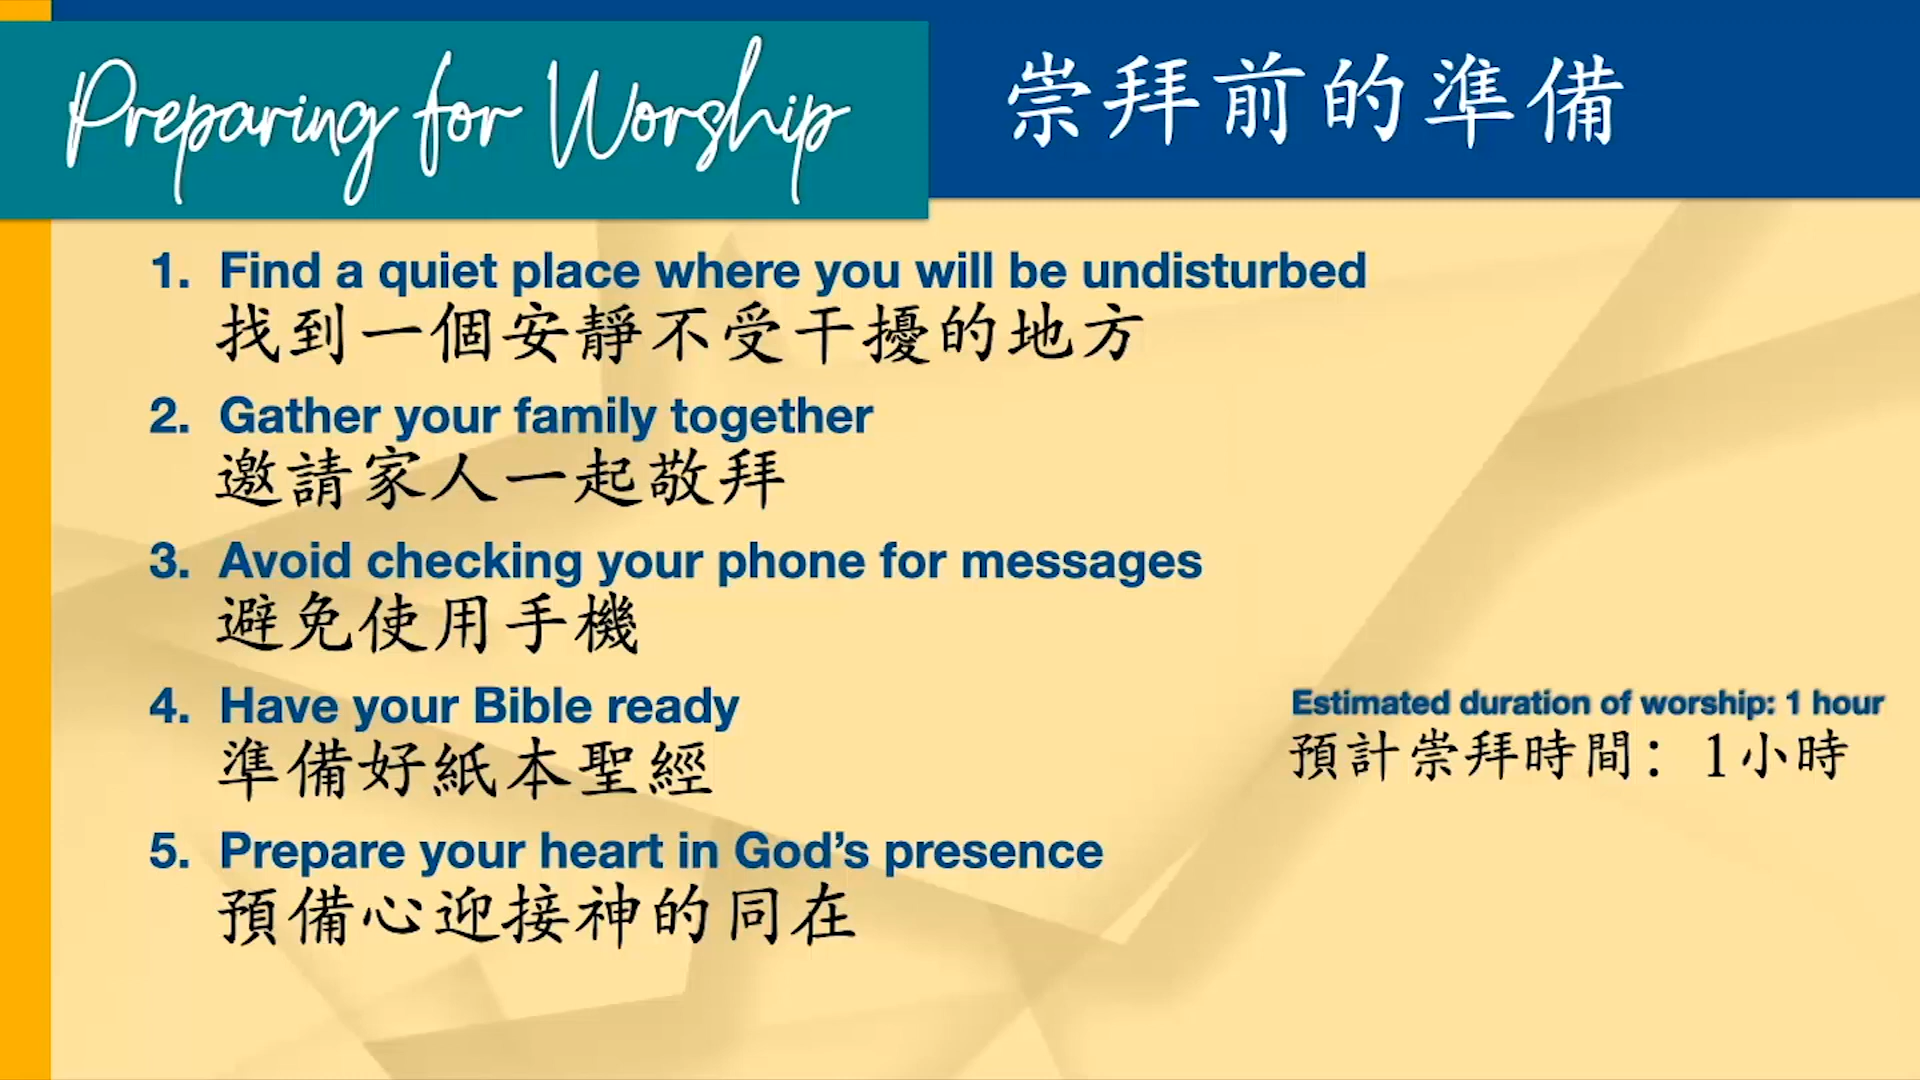 Preparing for Worship
崇拜前的準備
1. Find a quiet place where you will be undisturbed
找到一個安靜不受干擾的地方
2. Gather your family together
邀請家人一起敬拜
3. Avoid checking your phone for messages
避免使用手機
4. Have your Bible ready
準備好紙本聖經
5. Prepare your heart in God’s presence
預備心迎接神的同在
Estimated duration of worship: 1 hour
預計崇拜時間：1小時